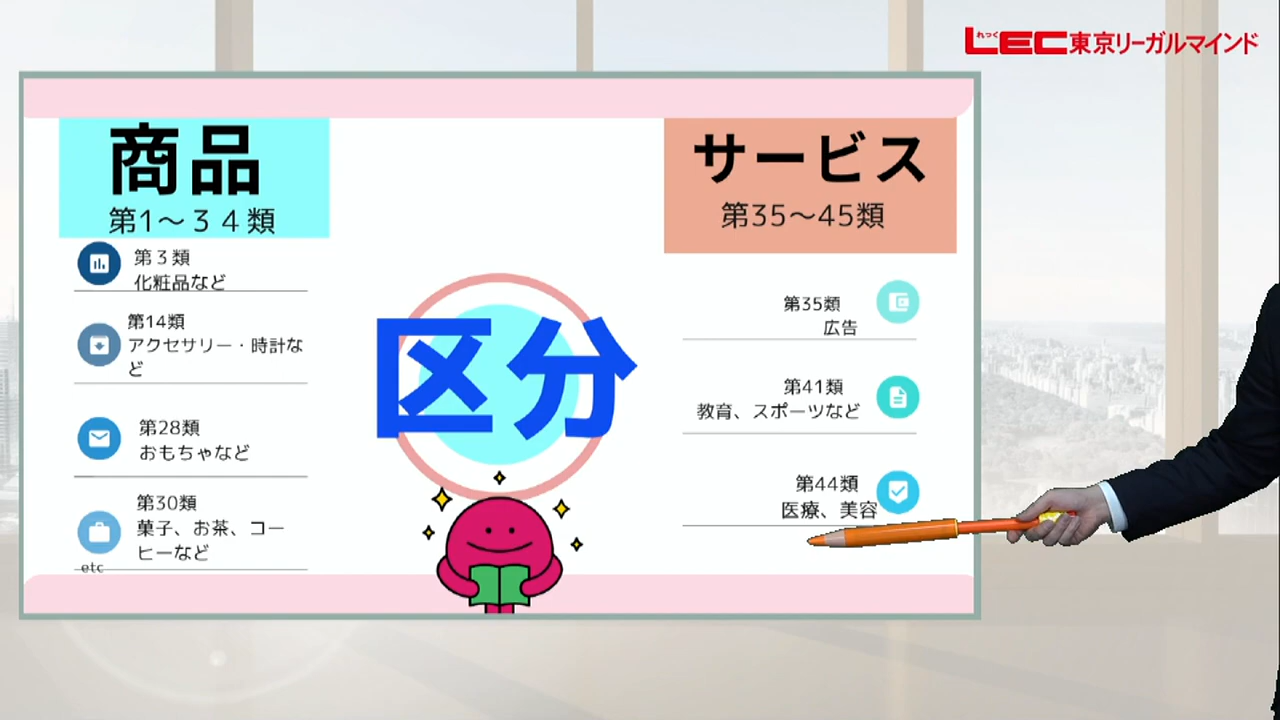 れっく
LEC東京リーガルマインド
商品
第1〜34類
第3類
化粧品など
第14類
アクセサリー・時計な
ど
第28類
おもちゃなど
第30類
菓子、お茶、コー
ヒーなど
etc
区分
サービス
第35〜45類
第35類
広告
第41類
教育、スポーツなど
第44類
医療、美容